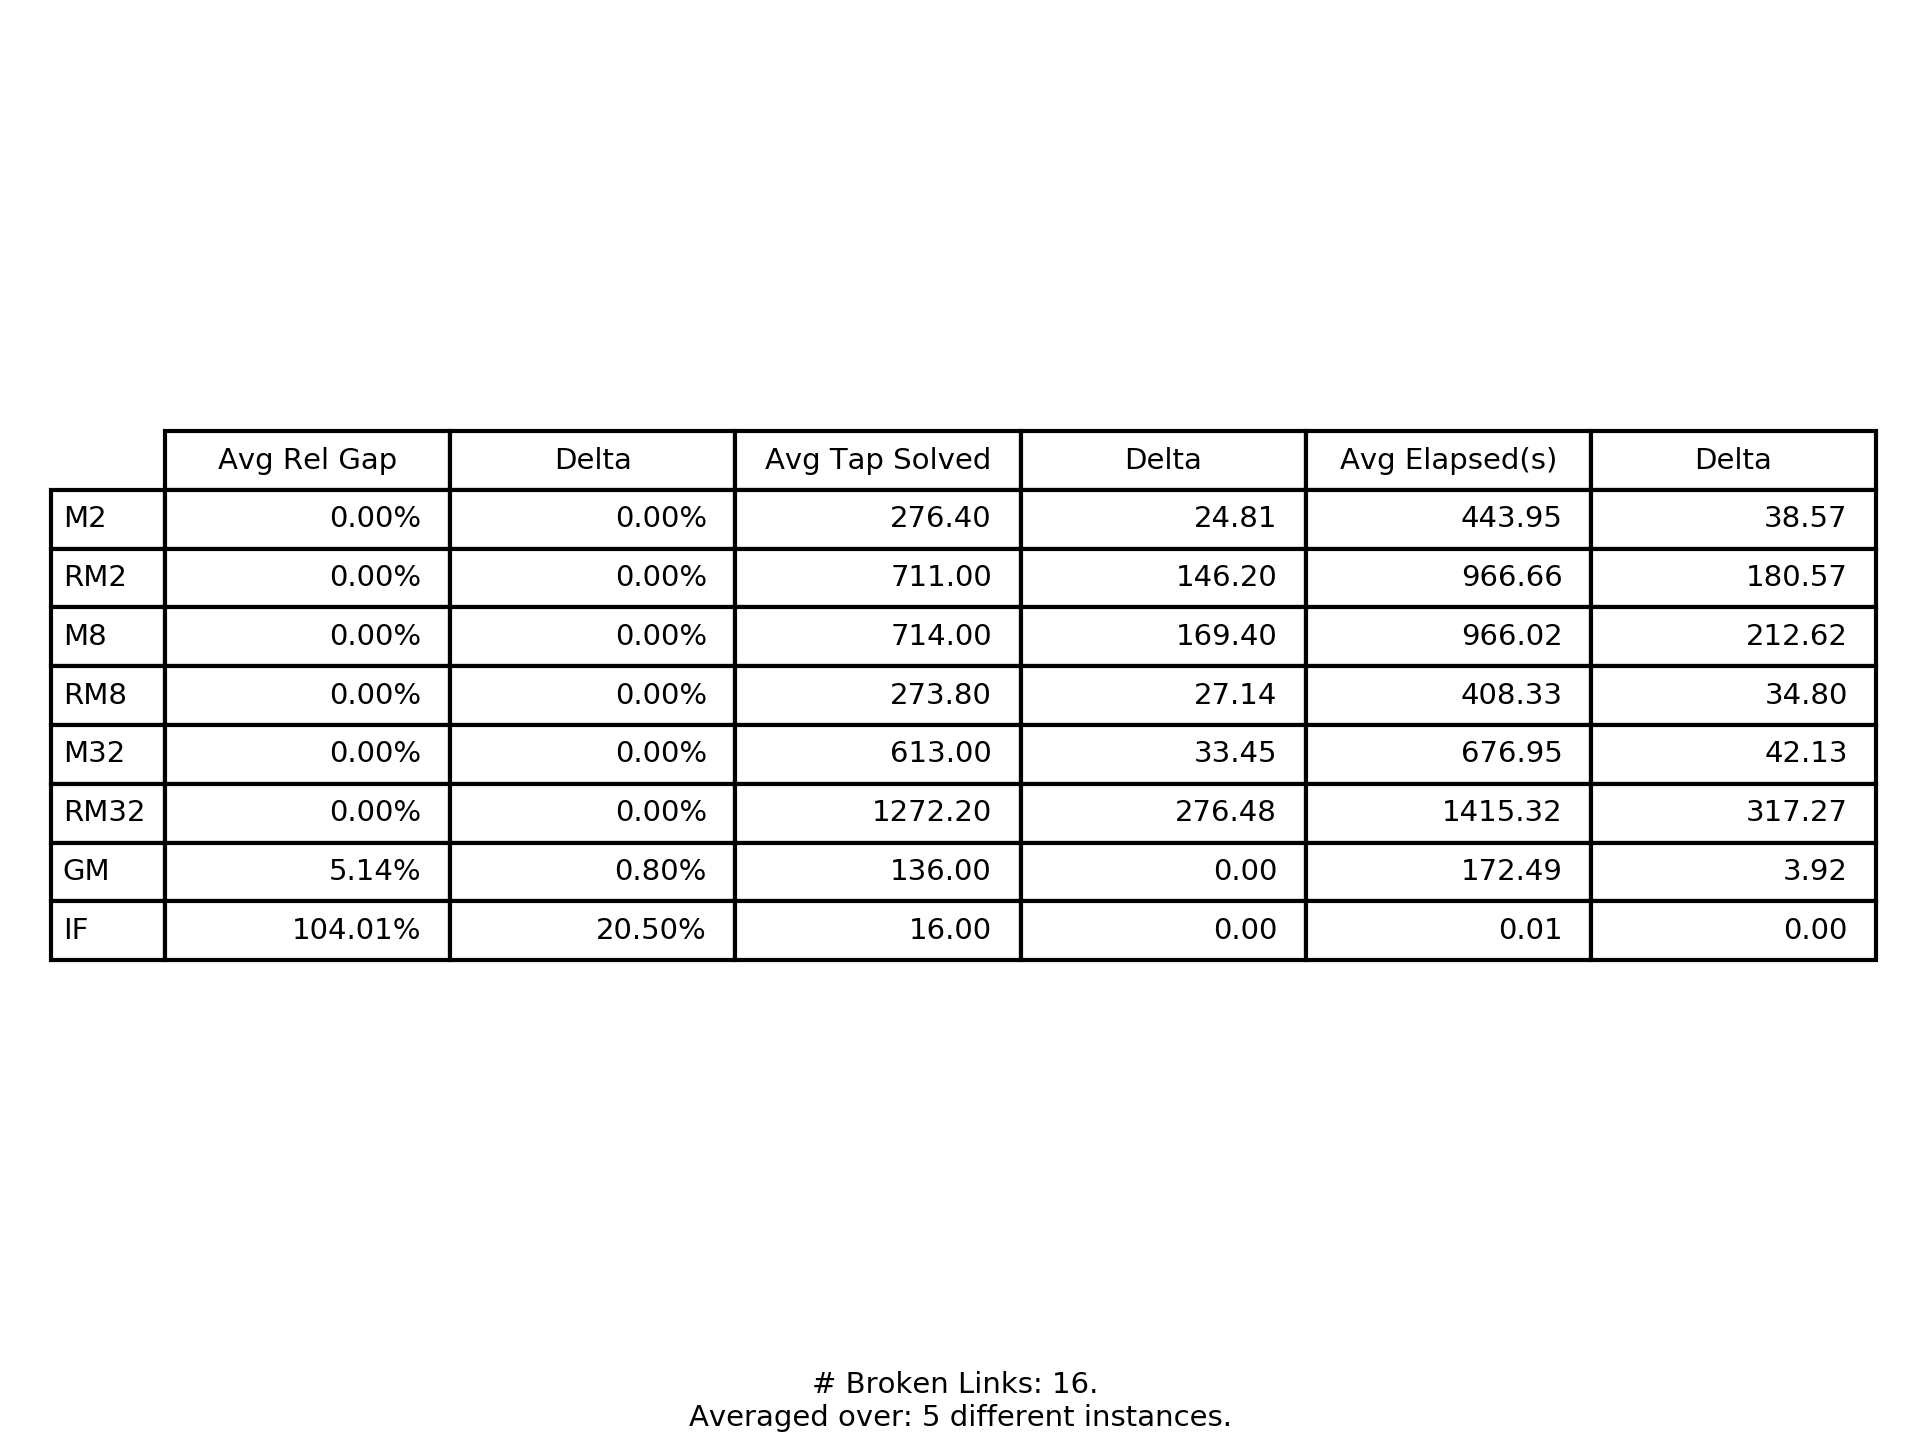 Avg Rel Gap Delta Avg Tap Solved Delta Avg Elapsed(s) Delta
M2 0.00% 0.00% 276.40 24.81 443.95 38.57
RM2 0.00% 0.00% 711.00 146.20 966.66 180.57
M8 0.00% 0.00% 714.00 169.40 966.02 212.62
RM8 0.00% 0.00% 273.80 27.14 408.33 34.80
M32 0.00% 0.00% 613.00 33.45 676.95 42.13
RM32 0.00% 0.00% 1272.20 276.48 1415.32 317.27
GM 5.14% 0.80% 136.00 0.00 172.49 3.92
IF 104.01% 20.50% 16.00 0.00 0.01 0.00
# Broken Links: 16.
Averaged over: 5 different instances.